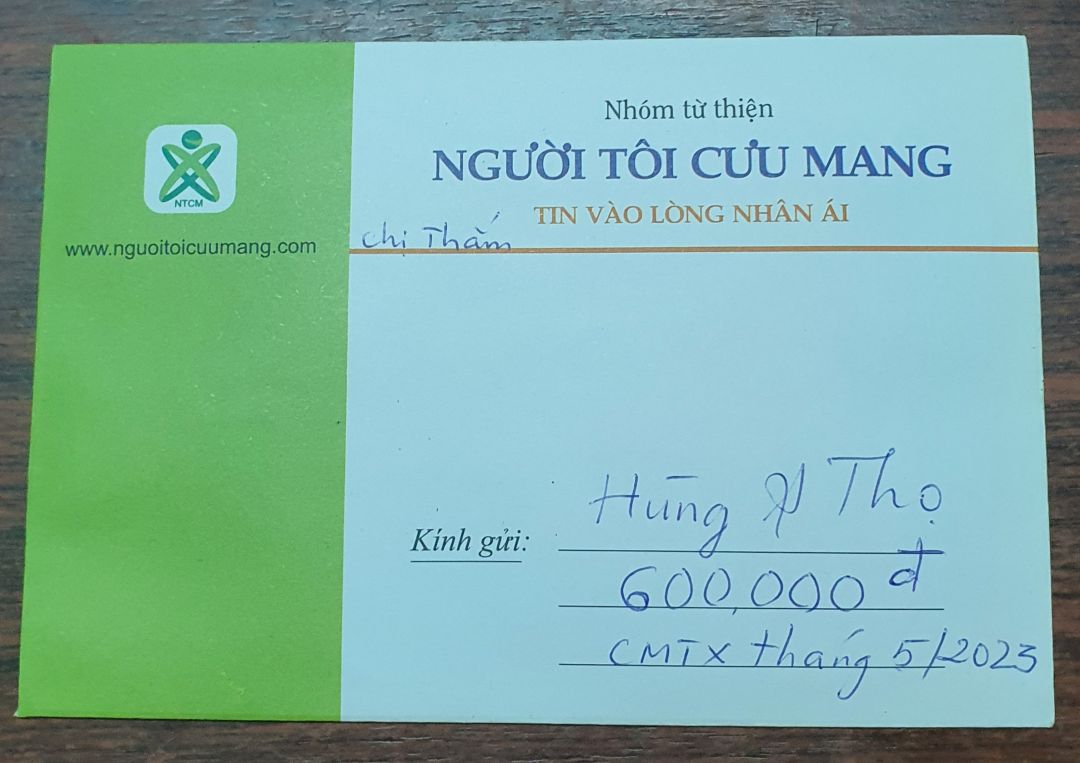 NTCM
www.nguoitoicuumang.com
Nhóm từ thiện
NGƯỜI TÔI CƯU MANG
TIN VÀO LÒNG NHÂN ÁI
Chị Thắm
Kính gửi:
Hùng Thọ
600,000 đ
CMTX tháng 5/2023